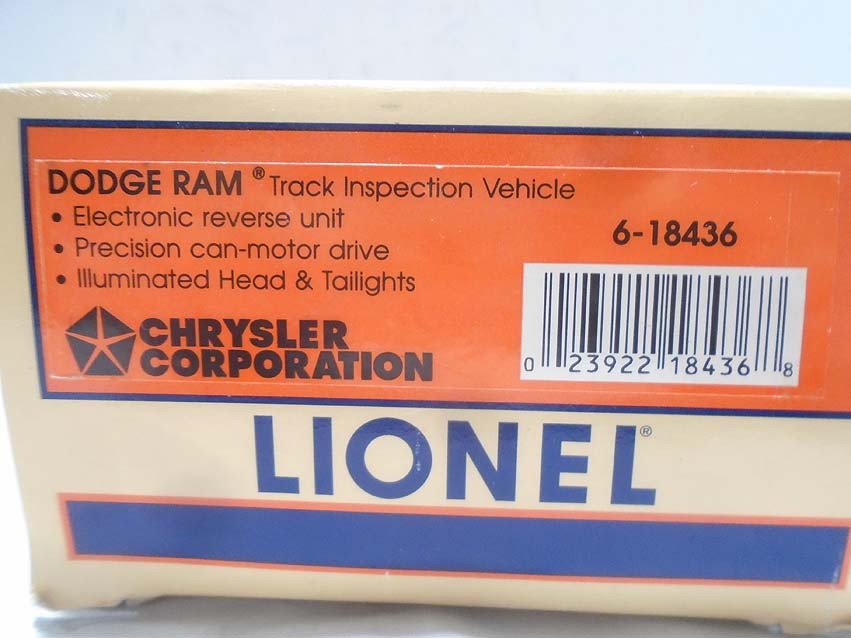 DODGE RAM® Track Inspection Vehicle
• Electronic reverse unit
• Precision can-motor drive
• Illuminated Head & Tailights
6-18436
CHRYSLER
CORPORATION
0 23922 18436 8
LIONEL®